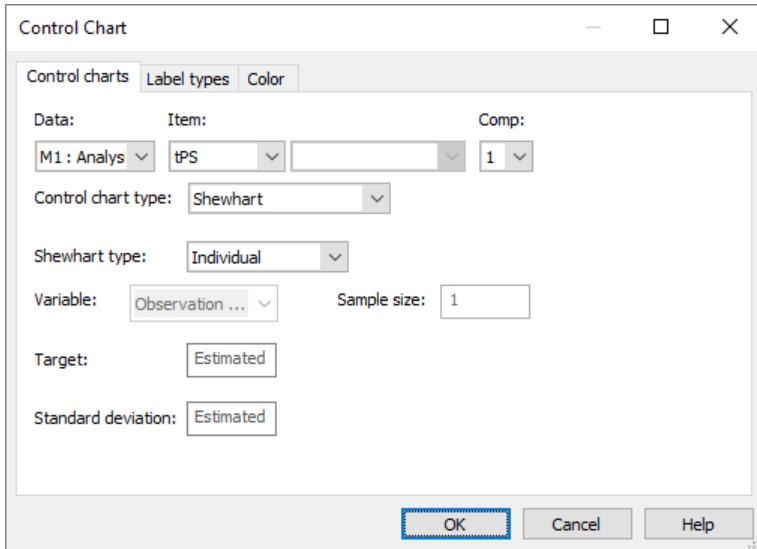 Control Chart
Control charts Label types Color
Data: Item: Comp:
M1 : Analys tPS 1
Control chart type: Shewhart
Shewhart type: Individual
Variable: Observation ... Sample size: 1
Target: Estimated
Standard deviation: Estimated
OK Cancel Help